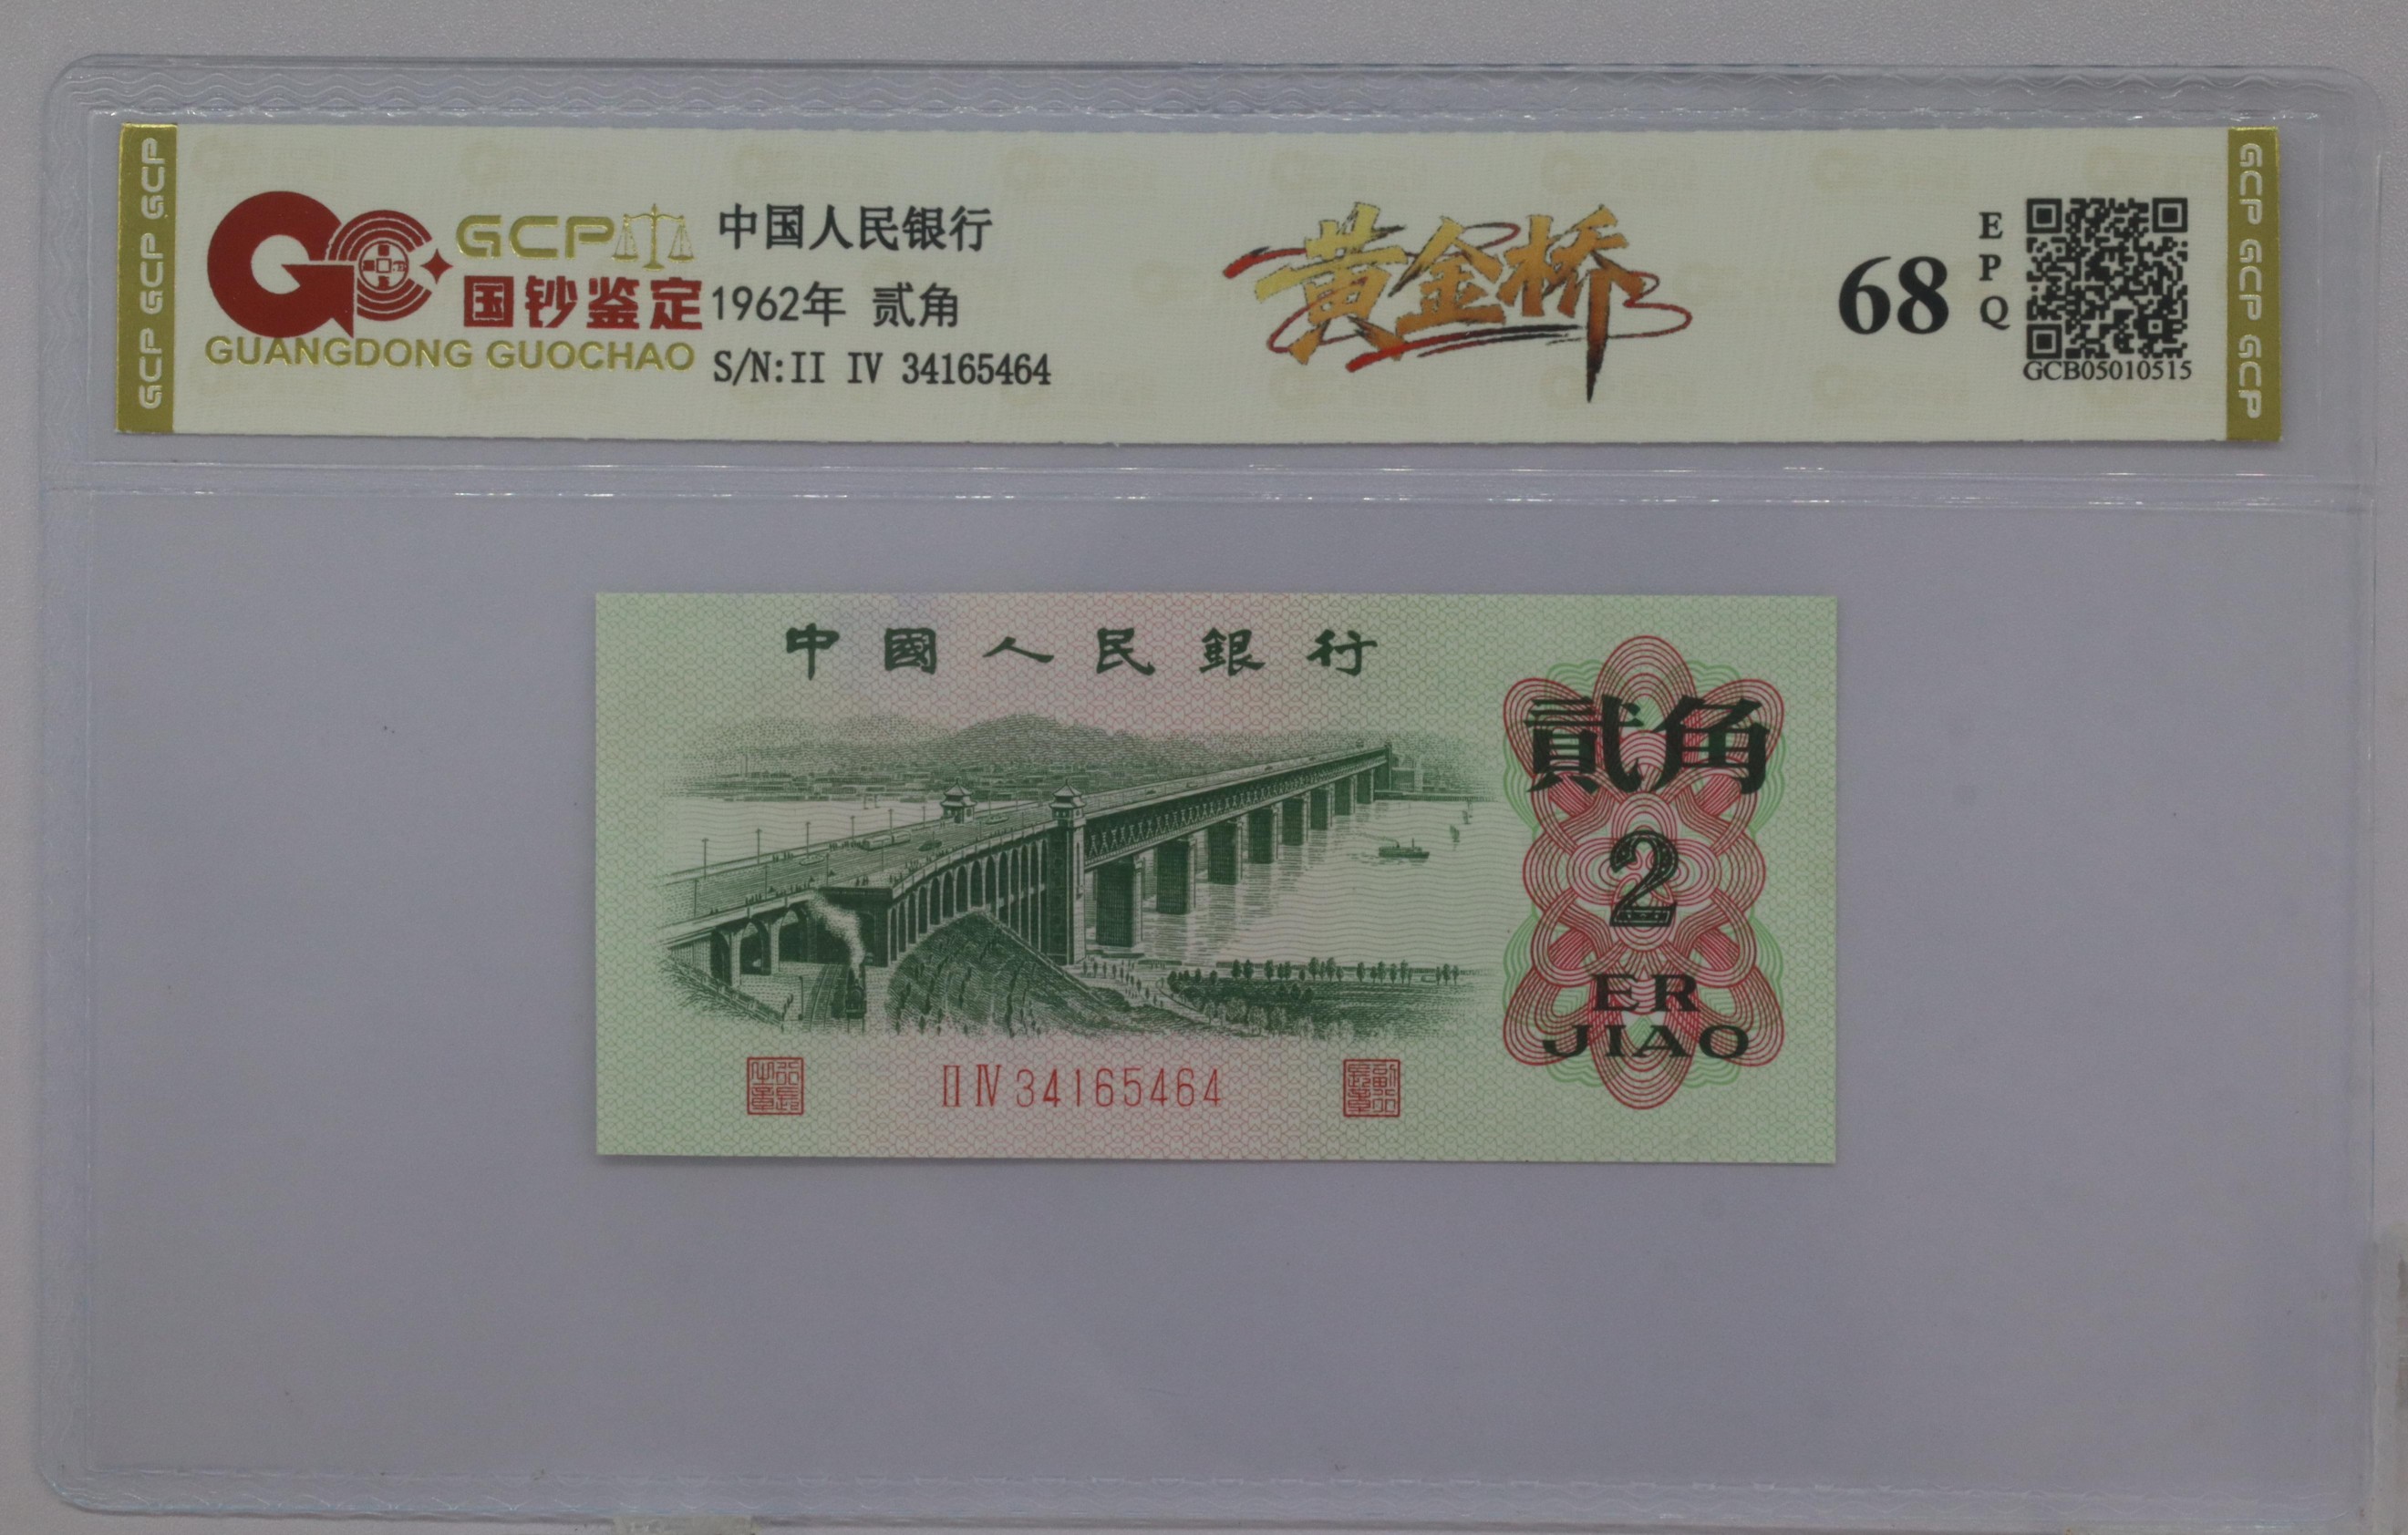 GCP GCP GCP
GCP
国钞鉴定
GUANGDONG GUOCHAO
中国人民银行
1962年 贰角
S/N:II IV 34165464
黄金桥
68
EPQ
GCB05010515
GCP GCP GCP
中國人民銀行
貳角
2
ER
JIAO
II IV 34165464